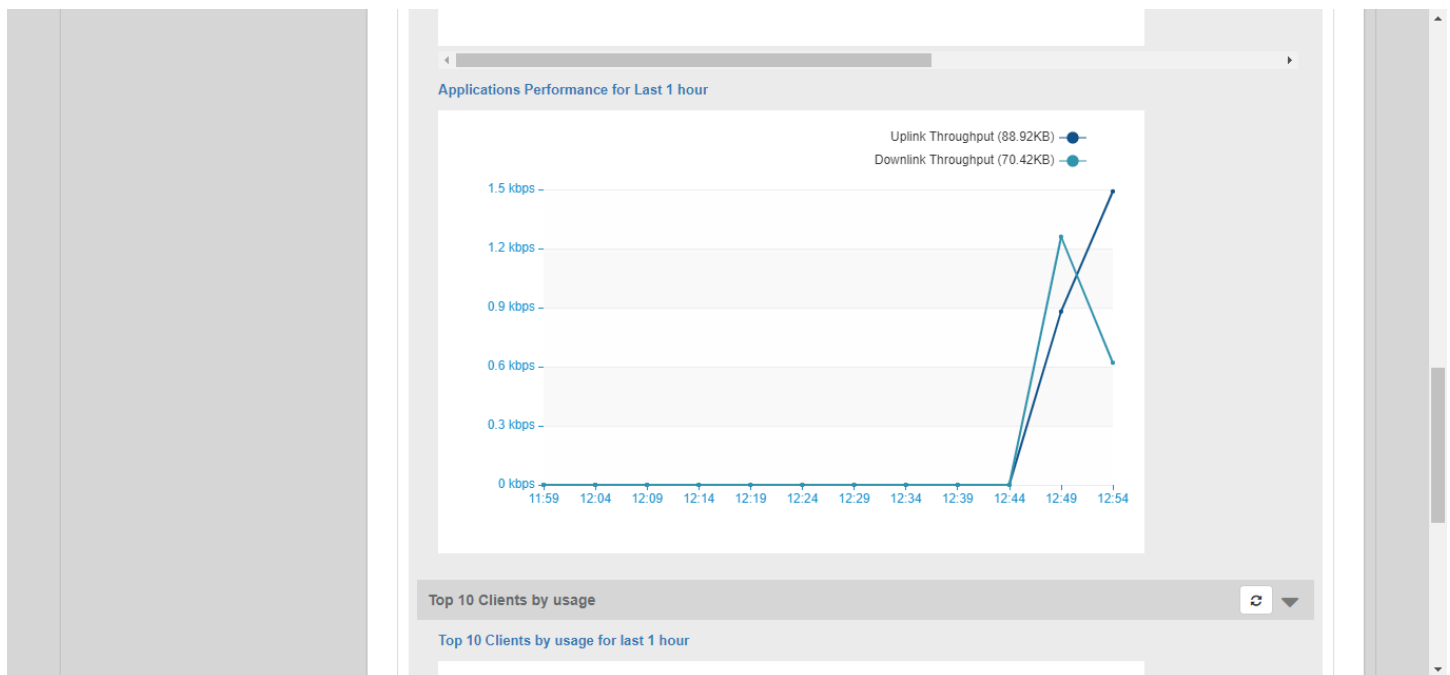 Applications Performance for Last 1 hour
Uplink Throughput (88.92KB)
Downlink Throughput (70.42KB)
1.5 kbps
1.2 kbps
0.9 kbps
0.6 kbps
0.3 kbps
0 kbps
11:59 12:04 12:09 12:14 12:19 12:24 12:29 12:34 12:39 12:44 12:49 12:54
Top 10 Clients by usage
Top 10 Clients by usage for last 1 hour